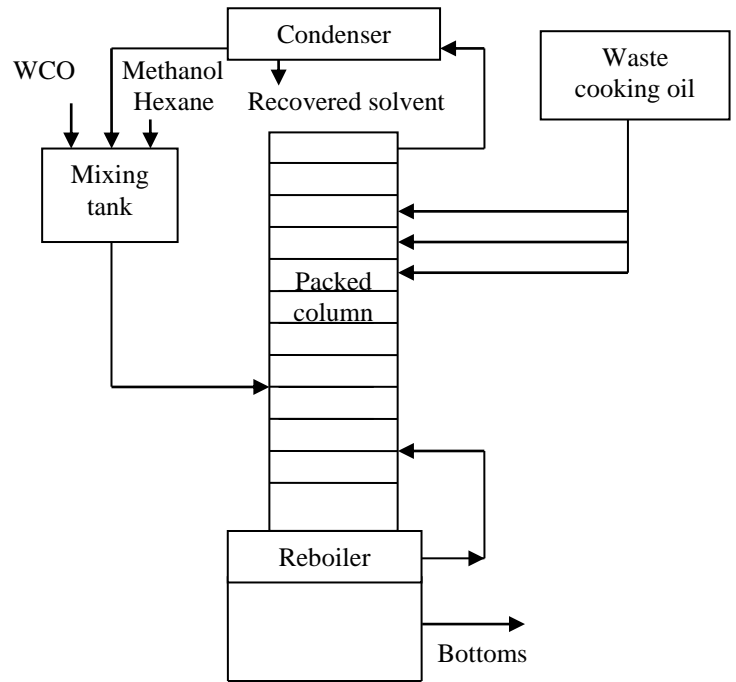 Condenser
Waste
cooking oil
WCO
Methanol
Hexane
Recovered solvent
Mixing
tank
Packed
column
Reboiler
Bottoms